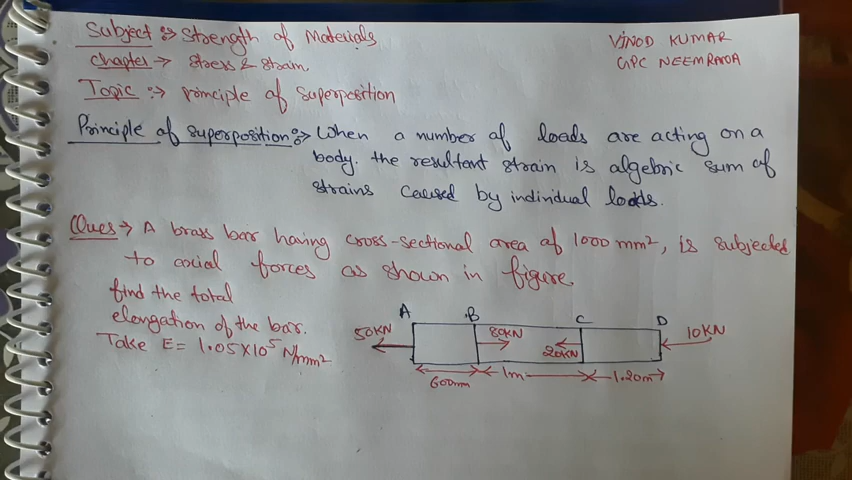 Subject :→ Strength of Materials
VINOD KUMAR
Chapter → Stress & Strain
GPC NEEMRANA
Topic :→ Principle of Superposition
Principle of Superposition :→ When a number of loads are acting on a
body. the resultant strain is algebric sum of
strains caused by individual loads.
Ques → A brass bar having cross-sectional area of 1000 mm², is subjected
to axial forces as shown in figure.
find the total
elongation of the bar.
Take E = 1.05×10⁵ N/mm²
A B C D
50KN 80KN 20KN 10KN
600mm 1m 1.20m